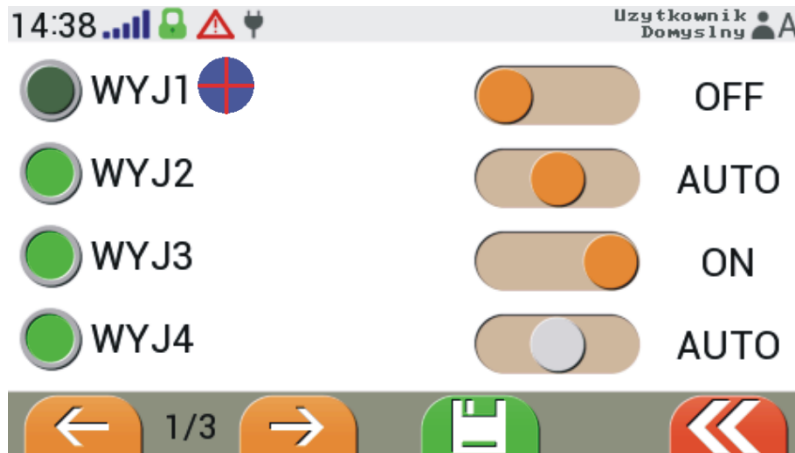 14:38
Uzytkownik
Domyslny
A
WYJ1 OFF
WYJ2 AUTO
WYJ3 ON
WYJ4 AUTO
1/3